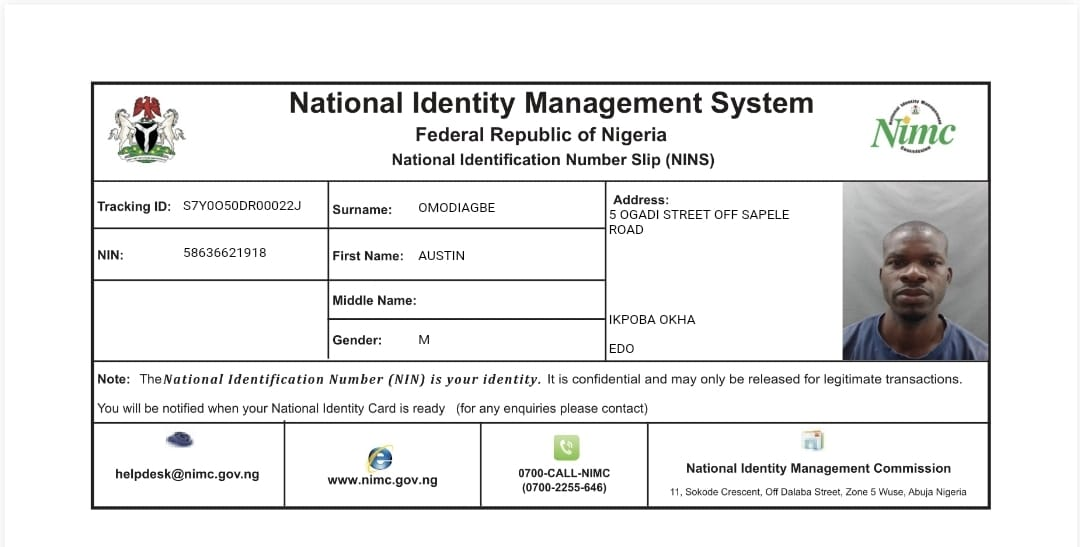 National Identity Management System
Federal Republic of Nigeria
National Identification Number Slip (NINS)
National Identity Management
Nimc
Commission
Tracking ID: S7Y0O50DR00022J
NIN: 58636621918
Surname: OMODIAGBE
First Name: AUSTIN
Middle Name:
Gender: M
Address:
5 OGADI STREET OFF SAPELE
ROAD
IKPOBA OKHA
EDO
Note: The National Identification Number (NIN) is your identity. It is confidential and may only be released for legitimate transactions.
You will be notified when your National Identity Card is ready (for any enquiries please contact)
helpdesk@nimc.gov.ng
www.nimc.gov.ng
0700-CALL-NIMC
(0700-2255-646)
National Identity Management Commission
11, Sokode Crescent, Off Dalaba Street, Zone 5 Wuse, Abuja Nigeria